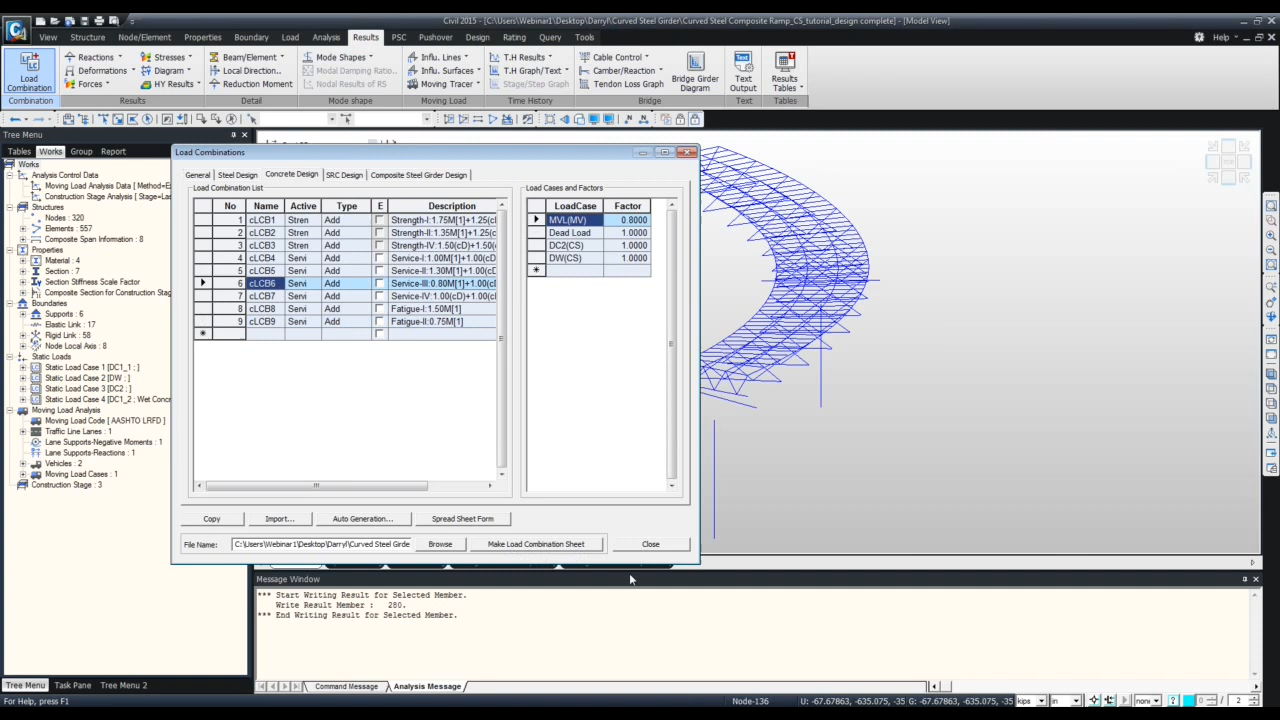 Civil 2015 - [C:\Users\Webinar1\Desktop\Darryl\Curved Steel Girder\Curved Steel Composite Ramp_CS_tutorial_design complete] - [Model View]
View Structure Node/Element Properties Boundary Load Analysis Results PSC Pushover Design Rating Query Tools Help
Reactions Stresses Beam/Element Mode Shapes Influ. Lines T.H Results Cable Control
Deformations Diagram Local Direction... Modal Damping Ratio... Influ. Surfaces T.H Graph/Text Camber/Reaction
Forces HY Results Reduction Moment Nodal Results of RS Moving Tracer Stage/Step Graph Tendon Loss Graph
Load Combination
Bridge Girder Diagram
Text Output
Results Tables
Combination Results Detail Mode shape Moving Load Time History Bridge Text Tables
Tree Menu
Tables Works Group Report
Works
Analysis Control Data
Moving Load Analysis Data [ Method=E
Construction Stage Analysis [ Stage=Las
Structures
Nodes : 320
Elements : 557
Composite Span Information : 8
Properties
Material : 4
Section : 7
Section Stiffness Scale Factor
Composite Section for Construction Stag
Boundaries
Supports : 6
Elastic Link : 17
Rigid Link : 58
Node Local Axis : 8
Static Loads
Static Load Case 1 [DC1_1 ; ]
Static Load Case 2 [DW ; ]
Static Load Case 3 [DC2 ; ]
Static Load Case 4 [DC1_2 ; Wet Concr
Moving Load Analysis
Moving Load Code [ AASHTO LRFD ]
Traffic Line Lanes : 1
Lane Supports-Negative Moments : 1
Lane Supports-Reactions : 1
Vehicles : 2
Moving Load Cases : 1
Construction Stage : 3
Load Combinations
General Steel Design Concrete Design SRC Design Composite Steel Girder Design
Load Combination List
No Name Active Type E Description
1 cLCB1 Stren Add Strength-I:1.75M[1]+1.25(c
2 cLCB2 Stren Add Strength-II:1.35M[1]+1.25(
3 cLCB3 Stren Add Strength-IV:1.50(cD)+1.50(
4 cLCB4 Servi Add Service-I:1.00M[1]+1.00(cD
5 cLCB5 Servi Add Service-II:1.30M[1]+1.00(c
6 cLCB6 Servi Add Service-III:0.80M[1]+1.00(
7 cLCB7 Servi Add Service-IV:1.00(cD)+1.00(c
8 cLCB8 Servi Add Fatigue-I:1.50M[1]
9 cLCB9 Servi Add Fatigue-II:0.75M[1]
Load Cases and Factors
LoadCase Factor
MVL(MV) 0.8000
Dead Load 1.0000
DC2(CS) 1.0000
DW(CS) 1.0000
Copy Import... Auto Generation... Spread Sheet Form
File Name: C:\Users\Webinar1\Desktop\Darryl\Curved Steel Girde Browse Make Load Combination Sheet Close
Message Window
*** Start Writing Result for Selected Member.
Write Result Member : 280.
*** End Writing Result for Selected Member.
Tree Menu Task Pane Tree Menu 2
Command Message Analysis Message
For Help, press F1
Node-136 U: -67.67863, -635.075, -35 G: -67.67863, -635.075, -35 kips in non 0 / 2